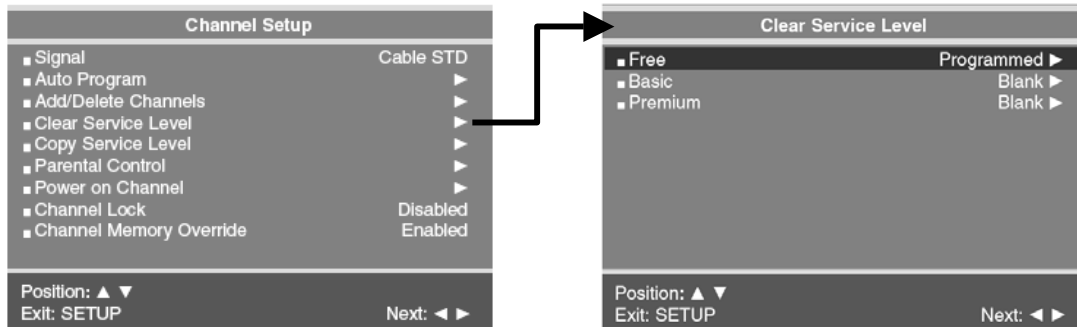 Channel Setup
■ Signal Cable STD
■ Auto Program ▶
■ Add/Delete Channels ▶
■ Clear Service Level ▶
■ Copy Service Level ▶
■ Parental Control ▶
■ Power on Channel ▶
■ Channel Lock Disabled
■ Channel Memory Override Enabled
Position: ▲ ▼
Exit: SETUP Next: ◀ ▶
Clear Service Level
■ Free Programmed ▶
■ Basic Blank ▶
■ Premium Blank ▶
Position: ▲ ▼
Exit: SETUP Next: ◀ ▶